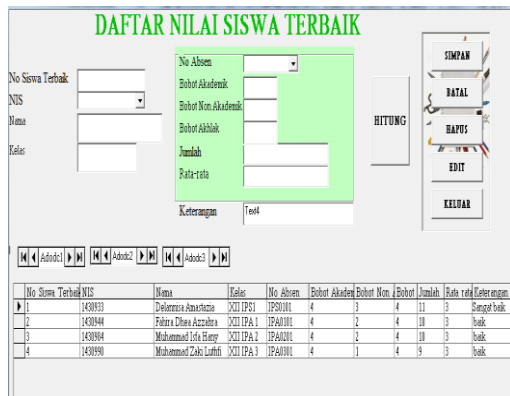 DAFTAR NILAI SISWA TERBAIK
No Siswa Terbaik
NIS
Nama
Kelas
No Absen
Bobot Akademik
Bobot Non Akademik
Bobot Akhlak
Jumlah
Rata-rata
Keterangan Text4
HITUNG
SIMPAN
BATAL
HAPUS
EDIT
KELUAR
Adodc1 Adodc2 Adodc3
No Siswa Terbaik NIS Nama Kelas No Absen Bobot Akadem Bobot Non Bobot Jumlah Rata rata Keterangan
1 1430933 Delannisa Anastazia XII IPS1 IPS0101 4 3 4 11 3 Sangat baik
2 1430944 Fahira Dhea Azzahra XII IPA 1 IPA0101 4 2 4 10 3 baik
3 1430984 Muhammad Isfa Hany XII IPA 2 IPA0201 4 2 4 10 3 baik
4 1430990 Muhammad Zaki Luthfi XII IPA 3 IPA0301 4 1 4 9 3 baik